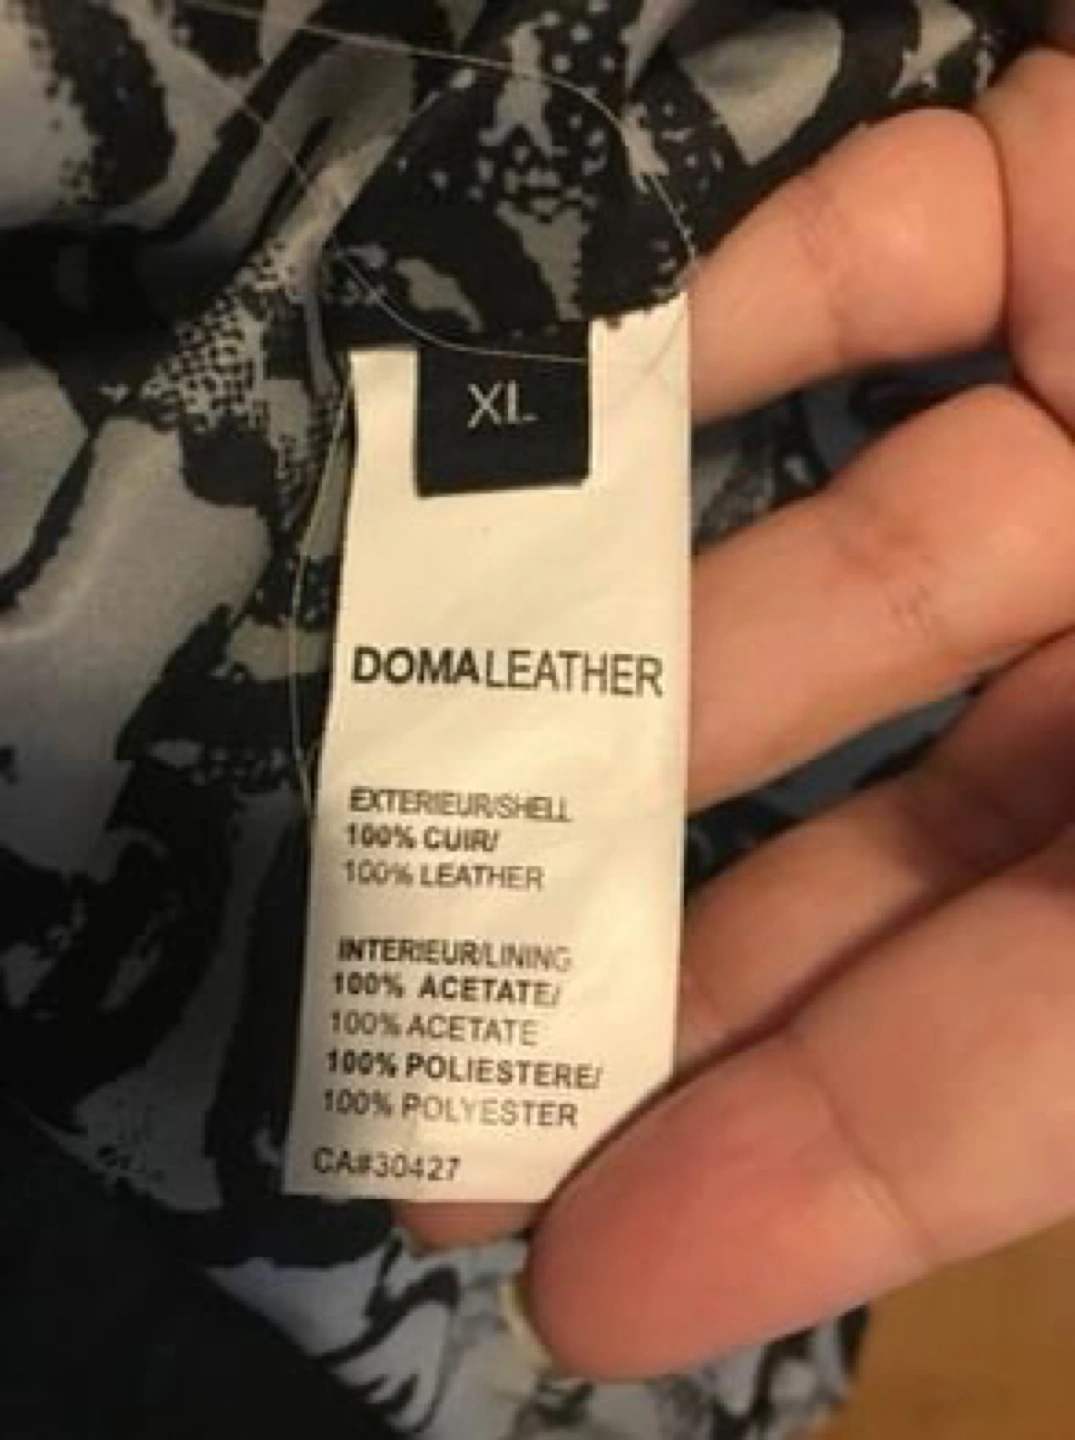 XL
DOMALEATHER
EXTERIEUR/SHELL
100% CUIR/
100% LEATHER
INTERIEUR/LINING
100% ACETATE/
100% ACETATE
100% POLIESTERE/
100% POLYESTER
CA#30427